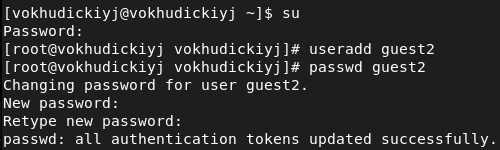 [vokhudickiyj@vokhudickiyj ~]$ su
Password:
[root@vokhudickiyj vokhudickiyj]# useradd guest2
[root@vokhudickiyj vokhudickiyj]# passwd guest2
Changing password for user guest2.
New password:
Retype new password:
passwd: all authentication tokens updated successfully.